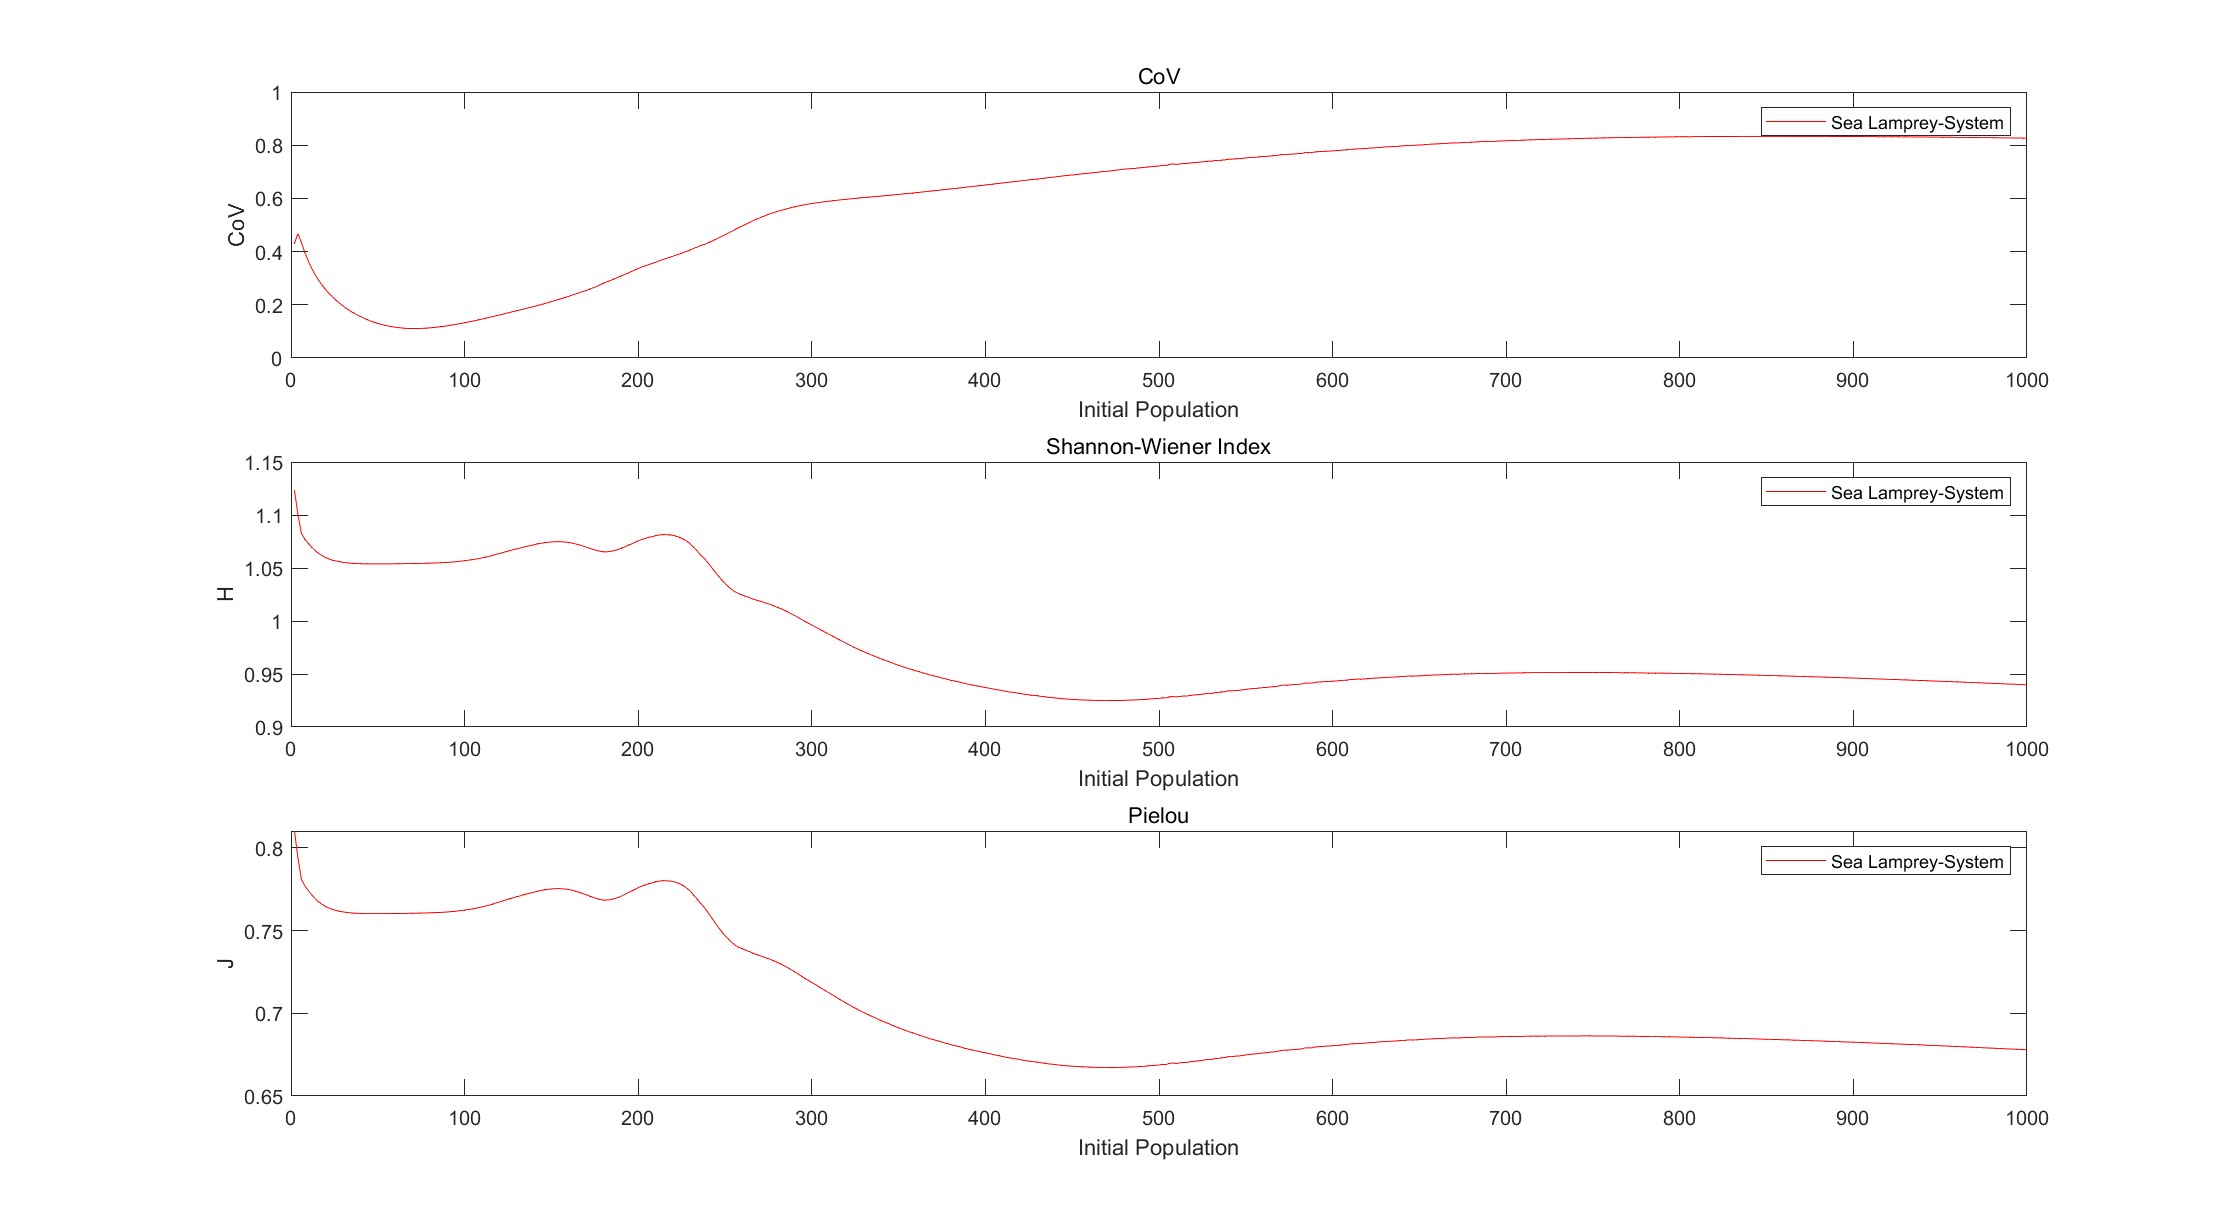 CoV
1
0.8
0.6
0.4
0.2
0
CoV
Sea Lamprey-System
0 100 200 300 400 500 600 700 800 900 1000
Initial Population
Shannon-Wiener Index
1.15
1.1
1.05
1
0.95
0.9
H
Sea Lamprey-System
0 100 200 300 400 500 600 700 800 900 1000
Initial Population
Pielou
0.8
0.75
0.7
0.65
J
Sea Lamprey-System
0 100 200 300 400 500 600 700 800 900 1000
Initial Population